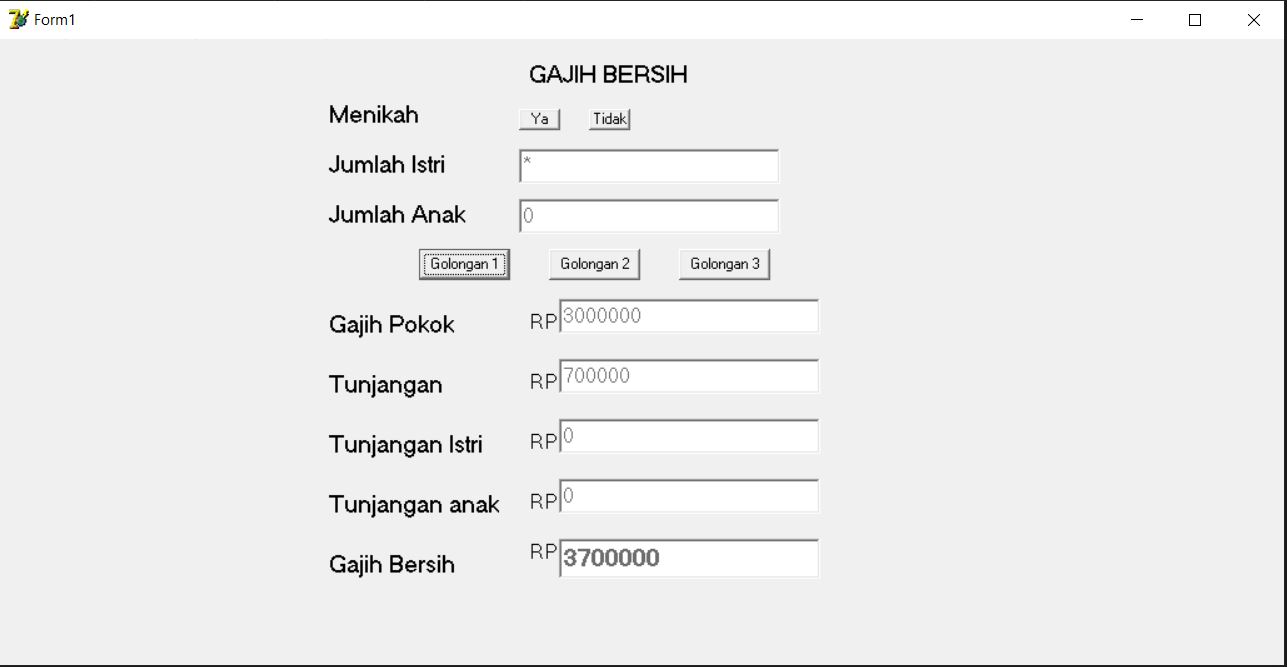 Form1
GAJIH BERSIH
Menikah Ya Tidak
Jumlah Istri *
Jumlah Anak 0
Golongan 1 Golongan 2 Golongan 3
Gajih Pokok RP 3000000
Tunjangan RP 700000
Tunjangan Istri RP 0
Tunjangan anak RP 0
Gajih Bersih RP 3700000